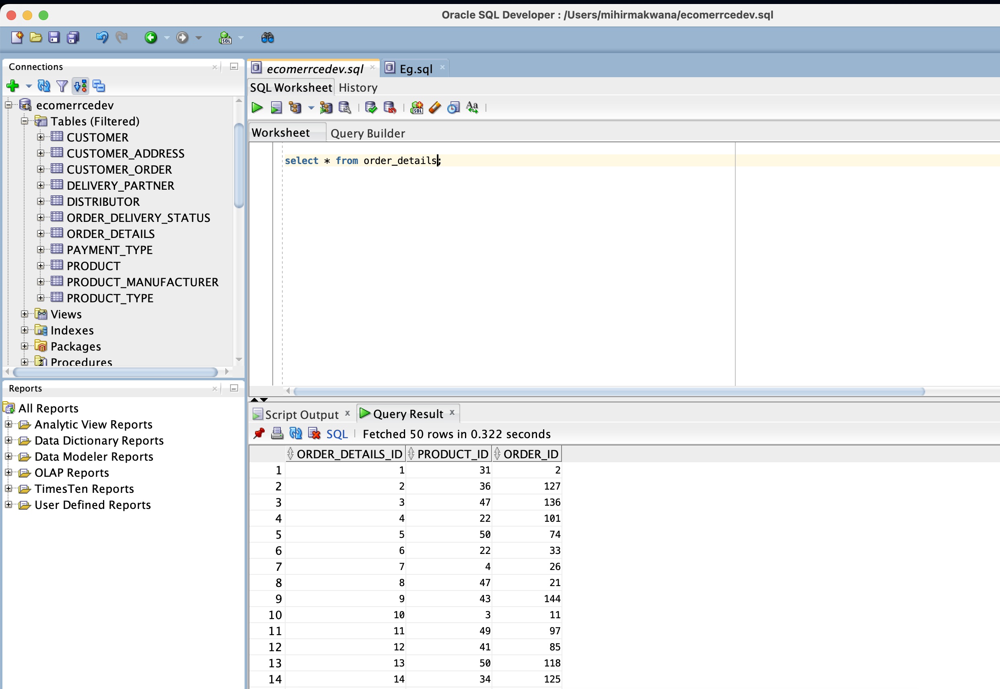 Oracle SQL Developer : /Users/mihirmakwana/ecomerrcedev.sql
Connections
ecomerrcedev
Tables (Filtered)
CUSTOMER
CUSTOMER_ADDRESS
CUSTOMER_ORDER
DELIVERY_PARTNER
DISTRIBUTOR
ORDER_DELIVERY_STATUS
ORDER_DETAILS
PAYMENT_TYPE
PRODUCT
PRODUCT_MANUFACTURER
PRODUCT_TYPE
Views
Indexes
Packages
Procedures
Reports
All Reports
Analytic View Reports
Data Dictionary Reports
Data Modeler Reports
OLAP Reports
TimesTen Reports
User Defined Reports
ecomerrcedev.sql Eg.sql
SQL Worksheet History
Worksheet Query Builder
select * from order_details;
Script Output Query Result
SQL Fetched 50 rows in 0.322 seconds
ORDER_DETAILS_ID PRODUCT_ID ORDER_ID
1 1 31 2
2 2 36 127
3 3 47 136
4 4 22 101
5 5 50 74
6 6 22 33
7 7 4 26
8 8 47 21
9 9 43 144
10 10 3 11
11 11 49 97
12 12 41 85
13 13 50 118
14 14 34 125